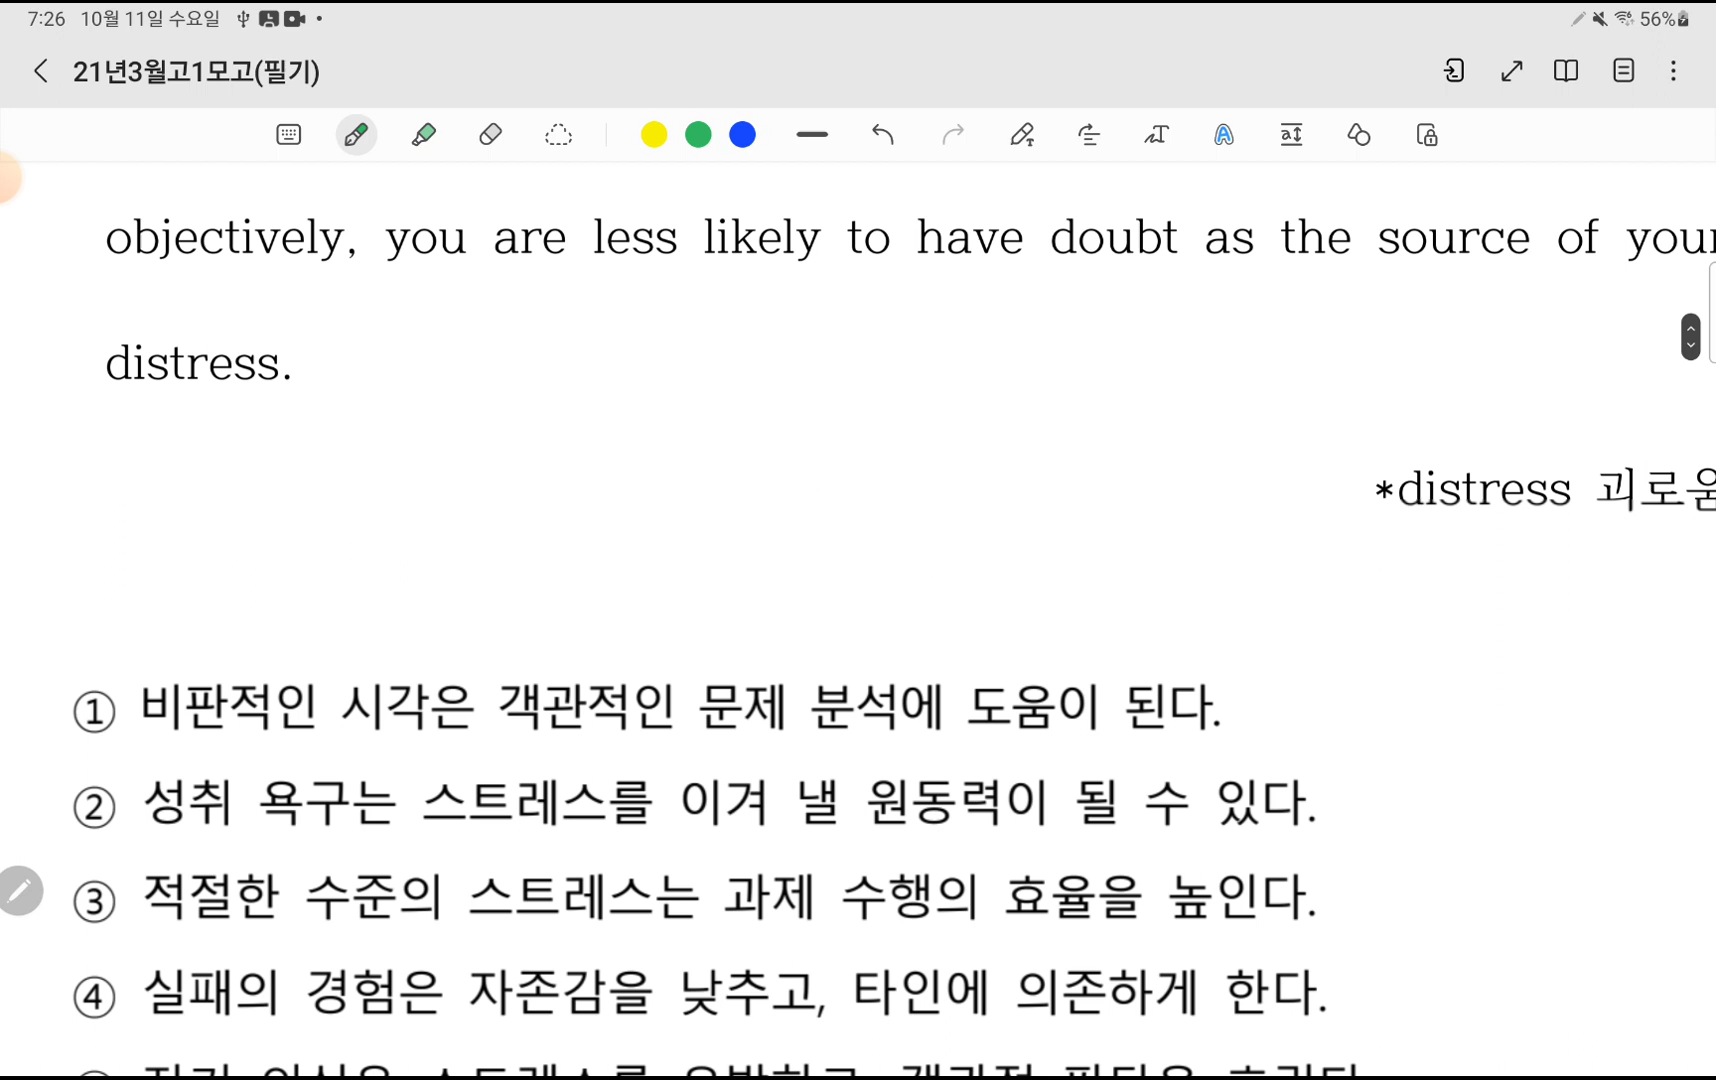 7:26 10월 11일 수요일 56%
21년3월고1모고(필기)
objectively, you are less likely to have doubt as the source of your
distress.
*distress 괴로움
① 비판적인 시각은 객관적인 문제 분석에 도움이 된다.
② 성취 욕구는 스트레스를 이겨 낼 원동력이 될 수 있다.
③ 적절한 수준의 스트레스는 과제 수행의 효율을 높인다.
④ 실패의 경험은 자존감을 낮추고, 타인에 의존하게 한다.